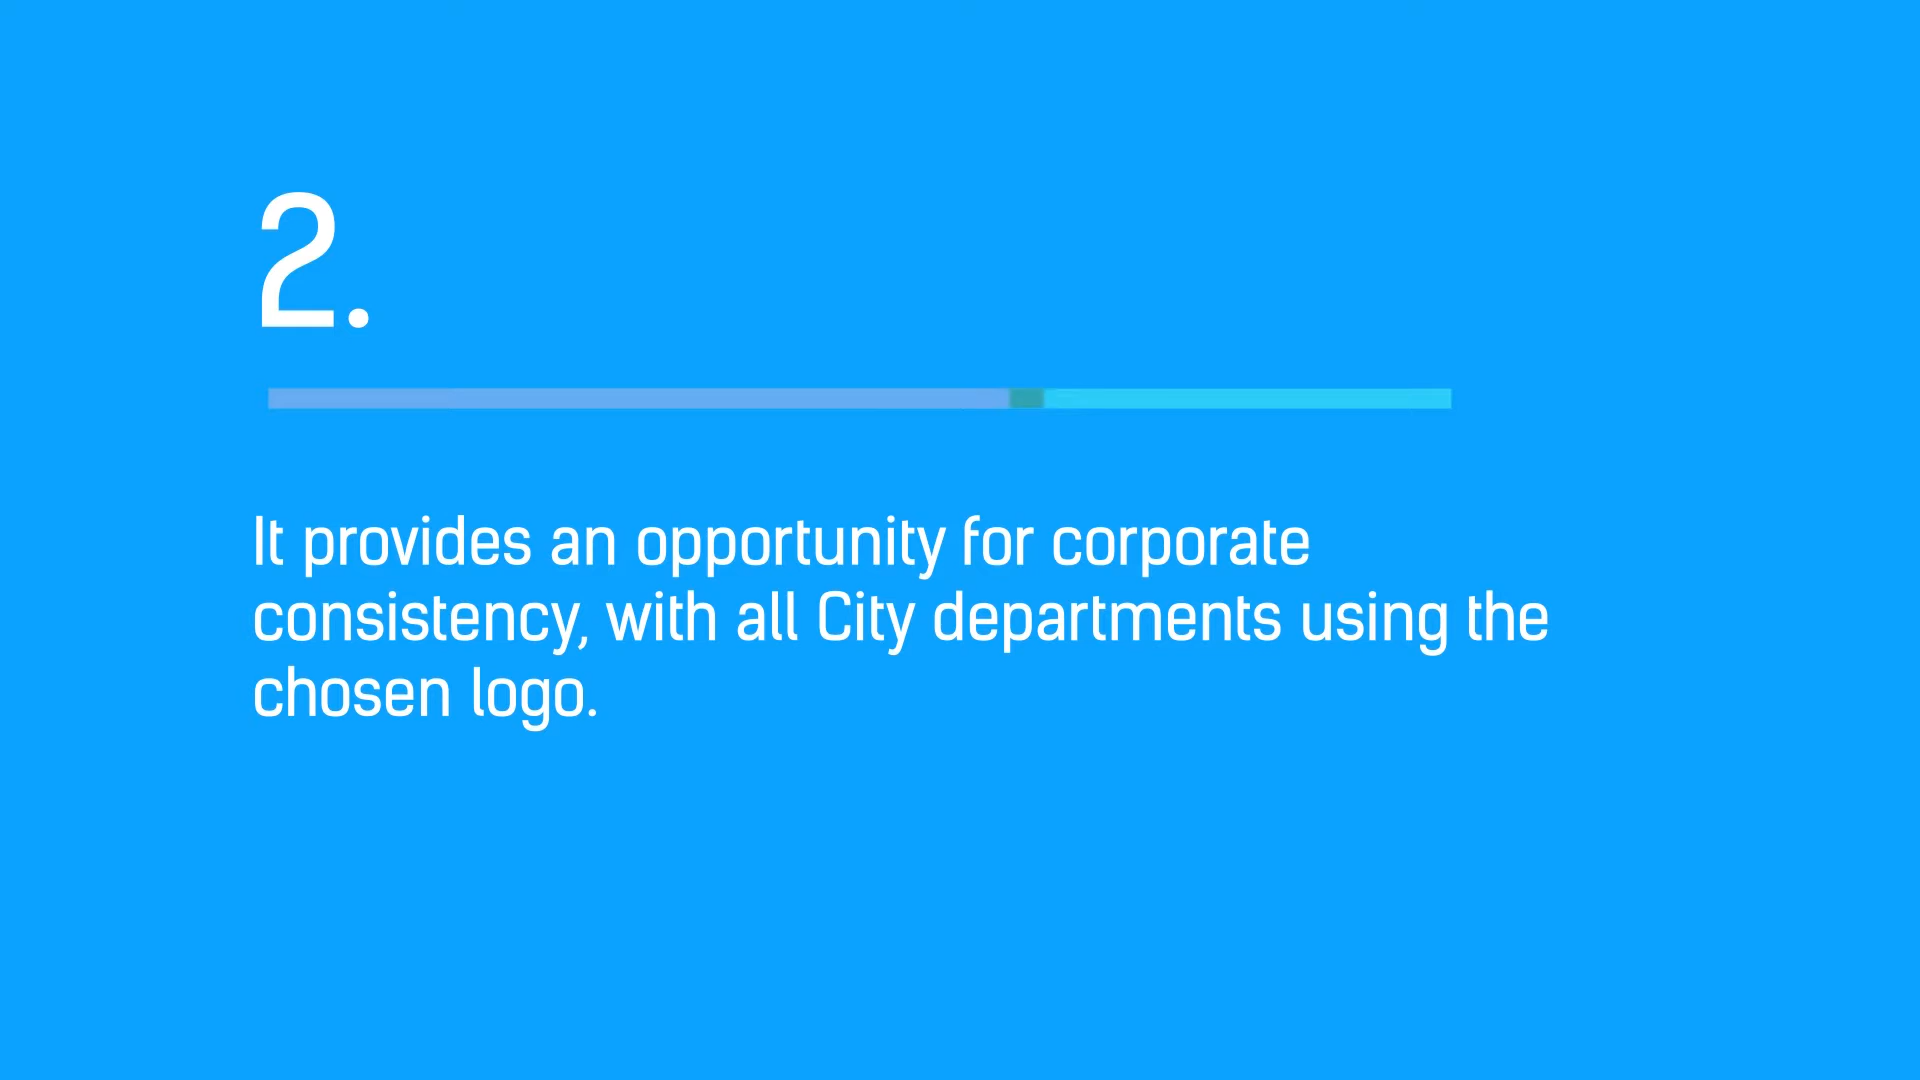 2.
It provides an opportunity for corporate
consistency, with all City departments using the
chosen logo.